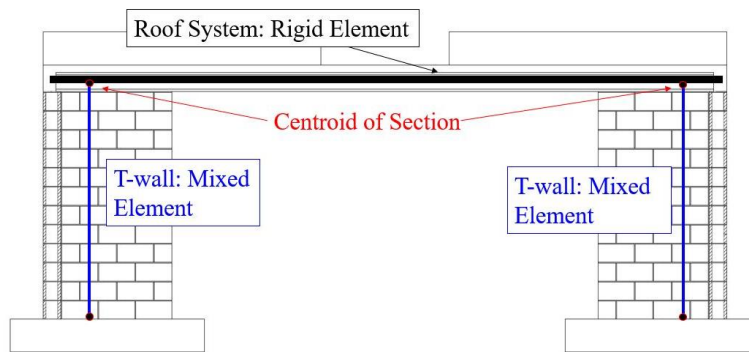 Roof System: Rigid Element
Centroid of Section
T-wall: Mixed
Element
T-wall: Mixed
Element